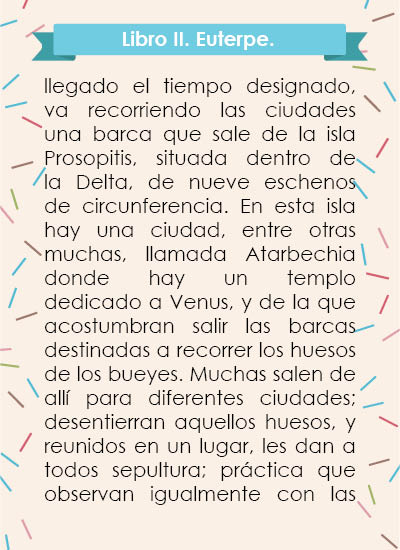 Libro II. Euterpe.
llegado el tiempo designado,
va recorriendo las ciudades
una barca que sale de la isla
Prosopitis, situada dentro de
la Delta, de nueve eschenos
de circunferencia. En esta isla
hay una ciudad, entre otras
muchas, llamada Atarbechia
donde hay un templo
dedicado a Venus, y de la que
acostumbran salir las barcas
destinadas a recorrer los huesos
de los bueyes. Muchas salen de
allí para diferentes ciudades;
desentierran aquellos huesos, y
reunidos en un lugar, les dan a
todos sepultura; práctica que
observan igualmente con las